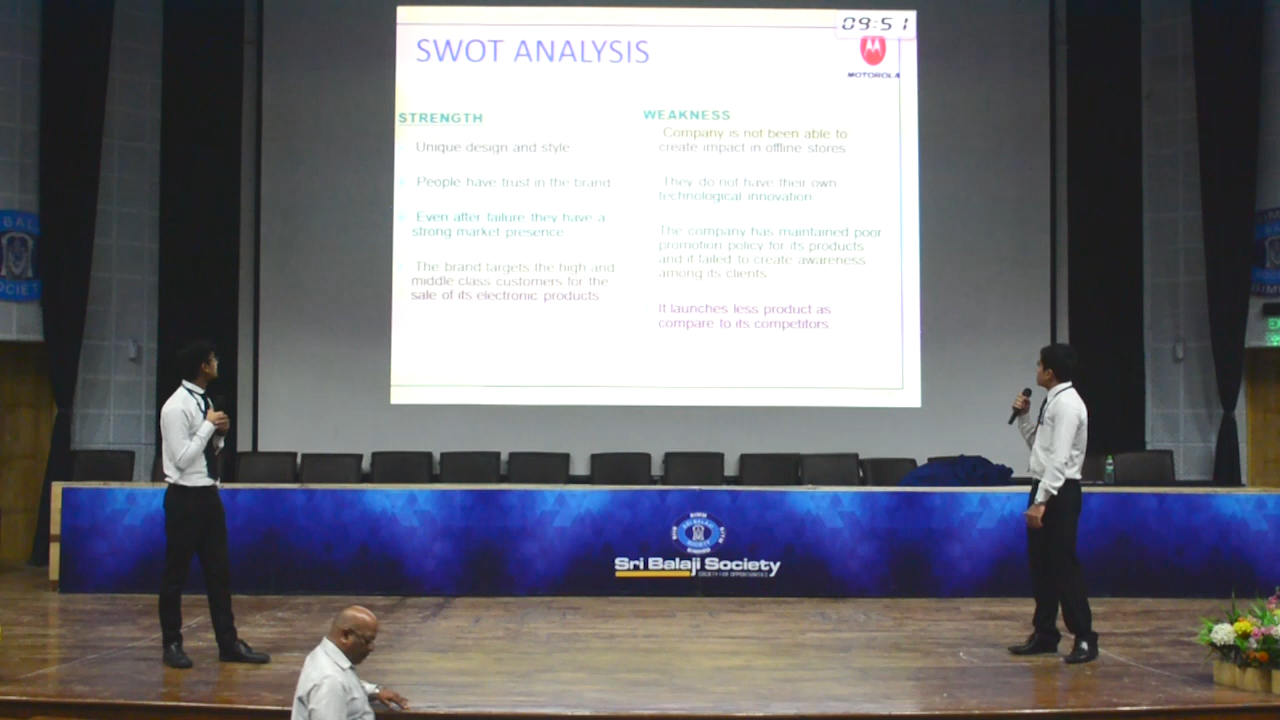 09:51
SWOT ANALYSIS
MOTOROLA
STRENGTH
Unique design and style
People have trust in the brand
Even after failure they have a
strong market presence
The brand targets the high and
middle class customers for the
sale of its electronic products
WEAKNESS
Company is not been able to
create impact in offline stores
They do not have their own
technological innovation
The company has maintained poor
promotion policy for its products
and it failed to create awareness
among its clients
It launches less product as
compare to its competitors
Sri Balaji Society
SOCIETY FOR OPPORTUNITIES